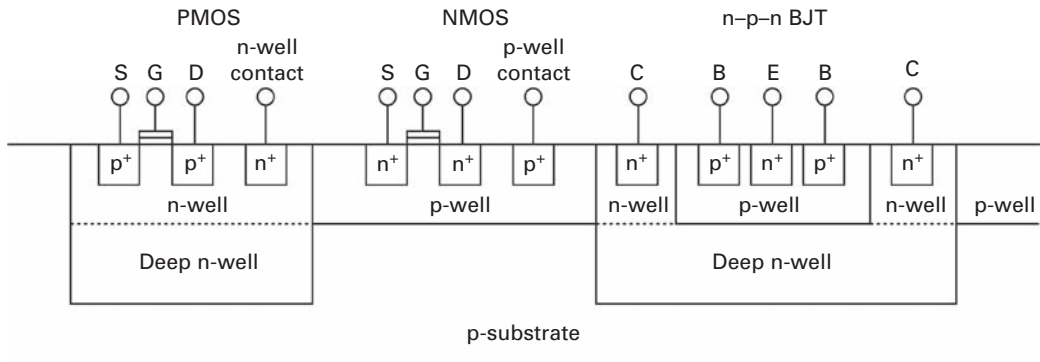 PMOS NMOS n–p–n BJT
n-well contact p-well contact
S G D S G D C B E B C
p+ p+ n+ n+ n+ p+ n+ p+ n+ p+ n+
n-well p-well n-well p-well n-well p-well
Deep n-well Deep n-well
p-substrate